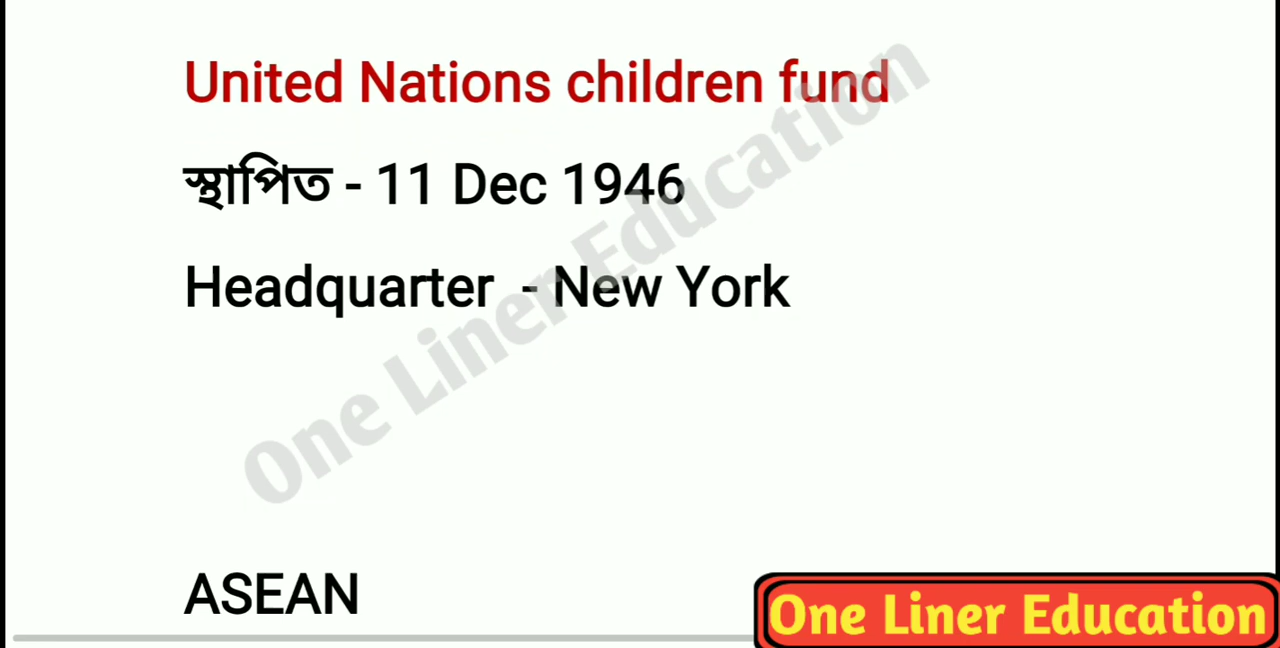 United Nations children fund
স্থাপিত - 11 Dec 1946
Headquarter - New York
One Liner Education
ASEAN
One Liner Education